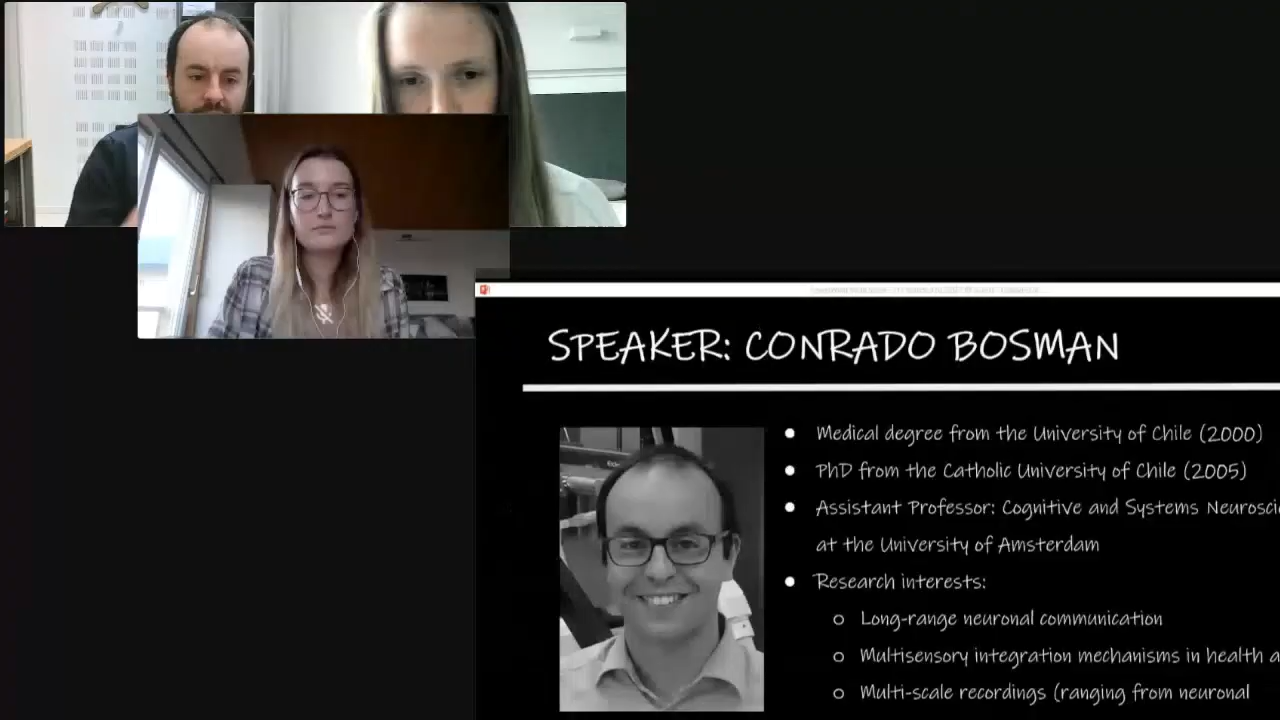 SPEAKER: CONRADO BOSMAN
Medical degree from the University of Chile (2000)
PhD from the Catholic University of Chile (2005)
Assistant Professor: Cognitive and Systems Neurosci
at the University of Amsterdam
Research interests:
Long-range neuronal communication
Multisensory integration mechanisms in health a
Multi-scale recordings (ranging from neuronal